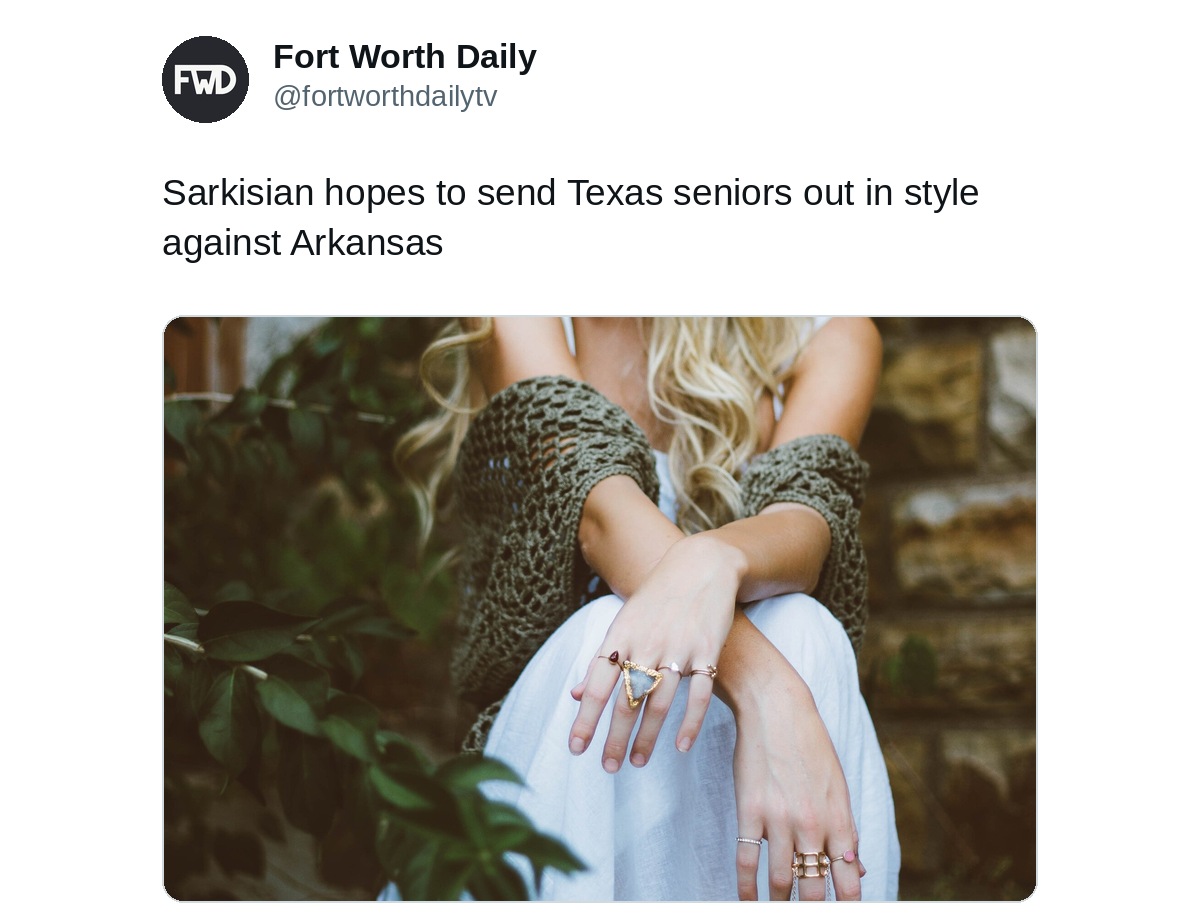 FWD
Fort Worth Daily
@fortworthdailytv
Sarkisian hopes to send Texas seniors out in style
against Arkansas